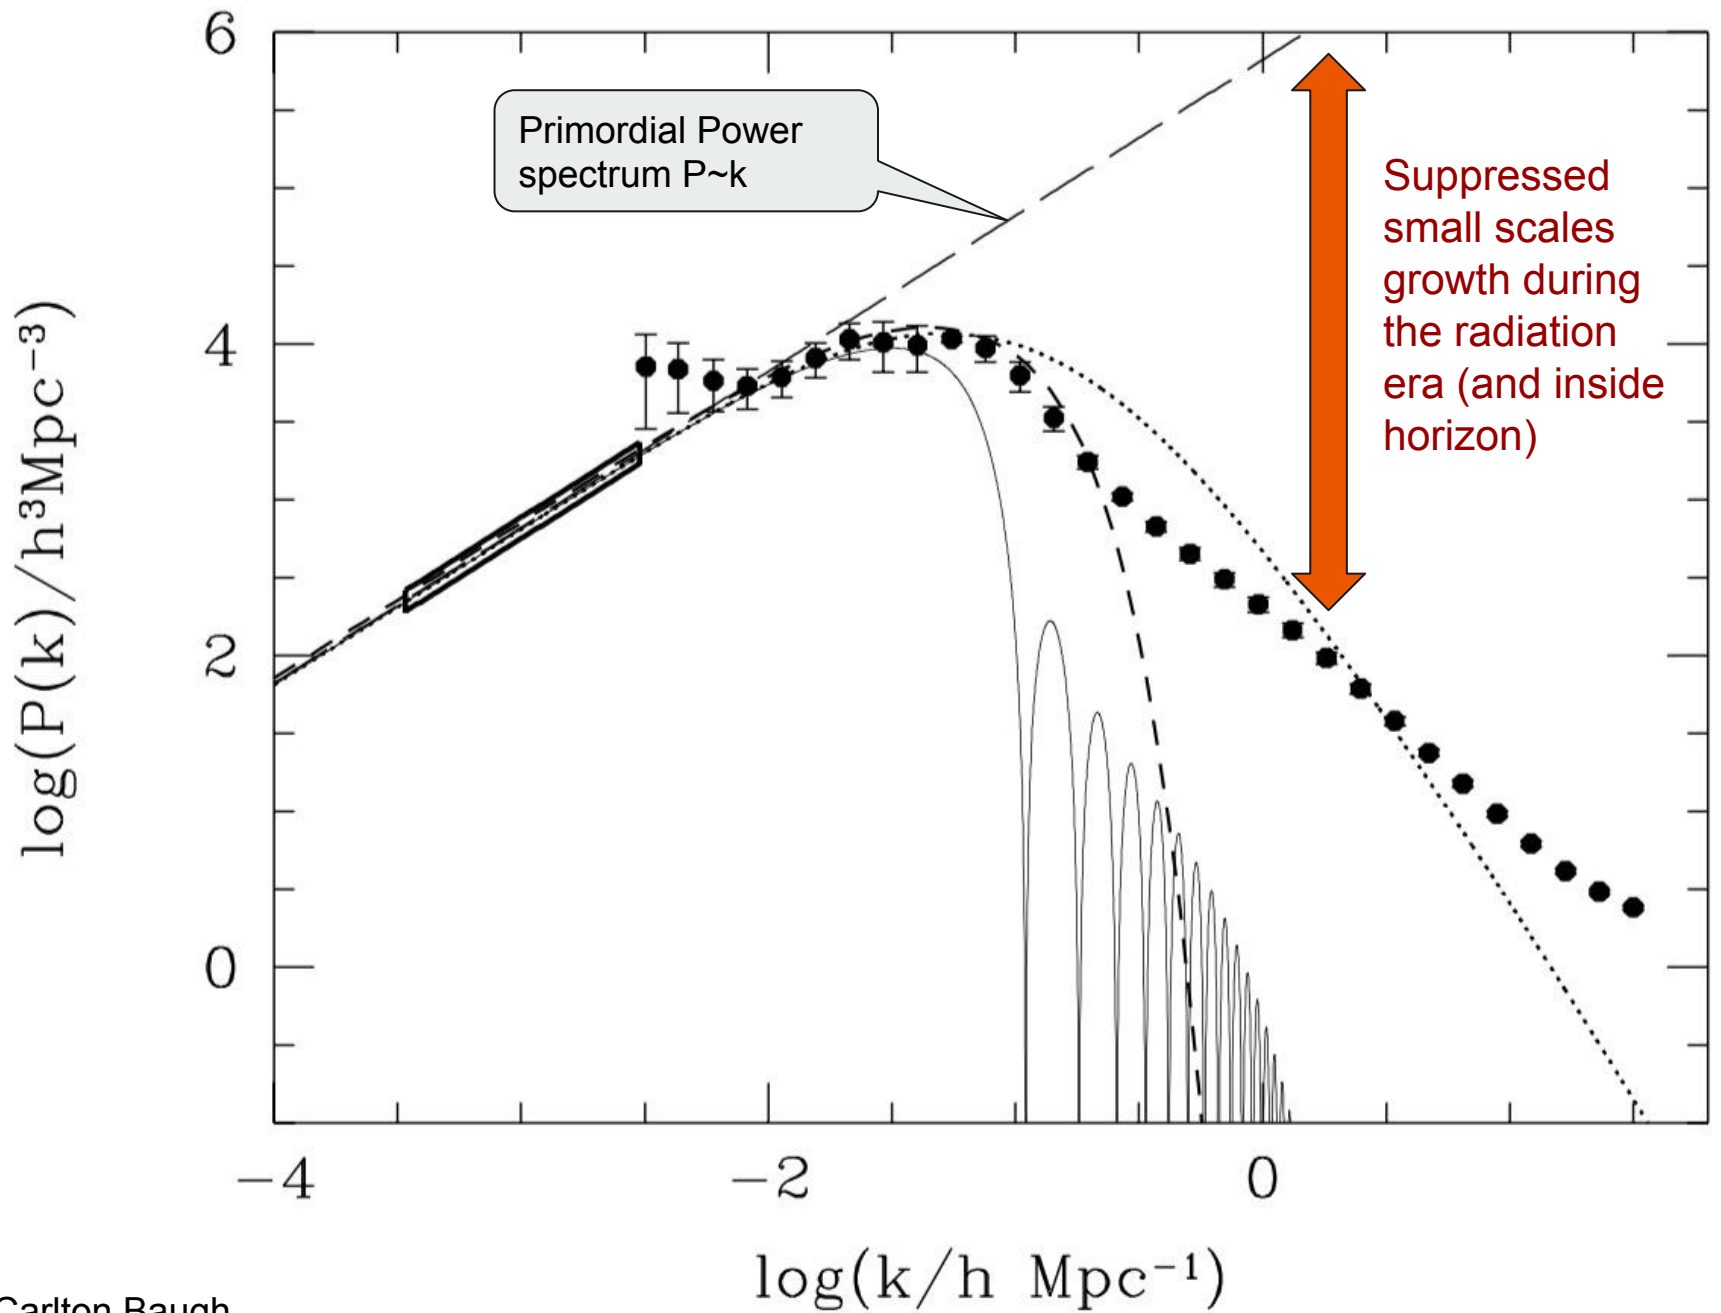 6
Primordial Power
spectrum P~k
Suppressed
small scales
growth during
the radiation
era (and inside
horizon)
4
log(P(k)/h³Mpc⁻³)
2
0
−4
−2
0
log(k/h Mpc⁻¹)
Carlton Baugh